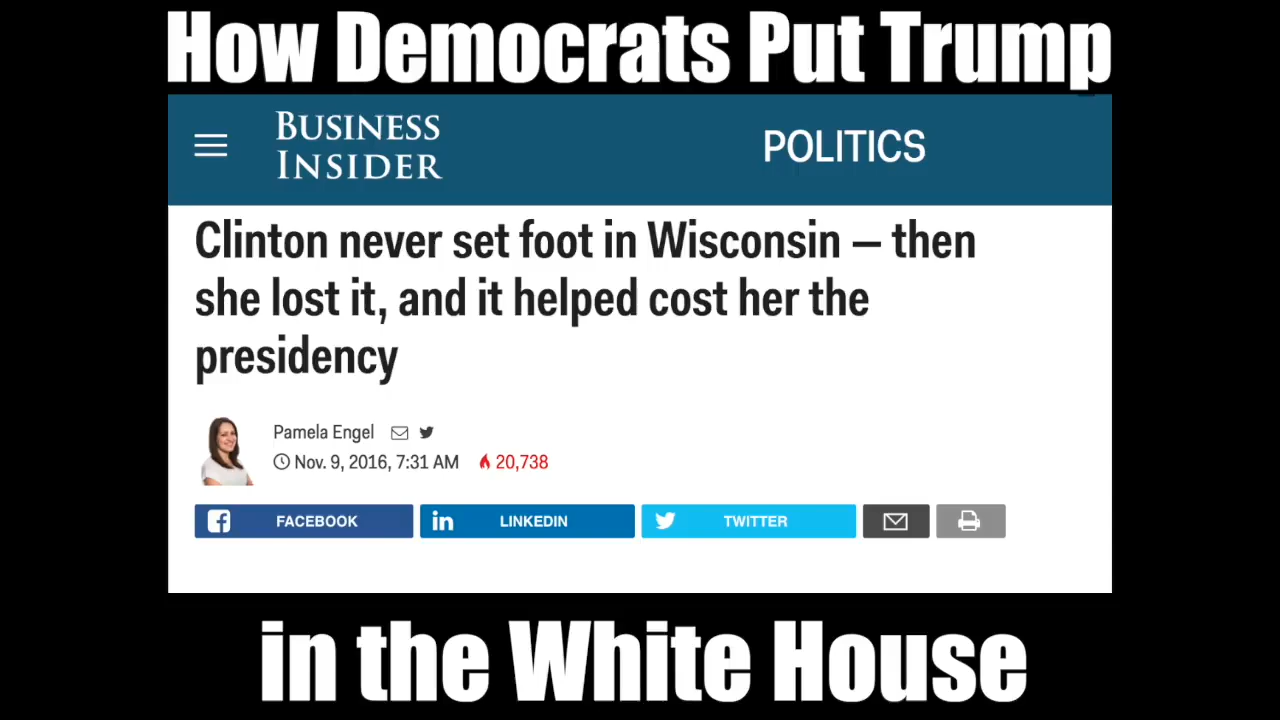 How Democrats Put Trump
BUSINESS
INSIDER
POLITICS
Clinton never set foot in Wisconsin – then
she lost it, and it helped cost her the
presidency
Pamela Engel
Nov. 9, 2016, 7:31 AM 20,738
FACEBOOK LINKEDIN TWITTER
in the White House